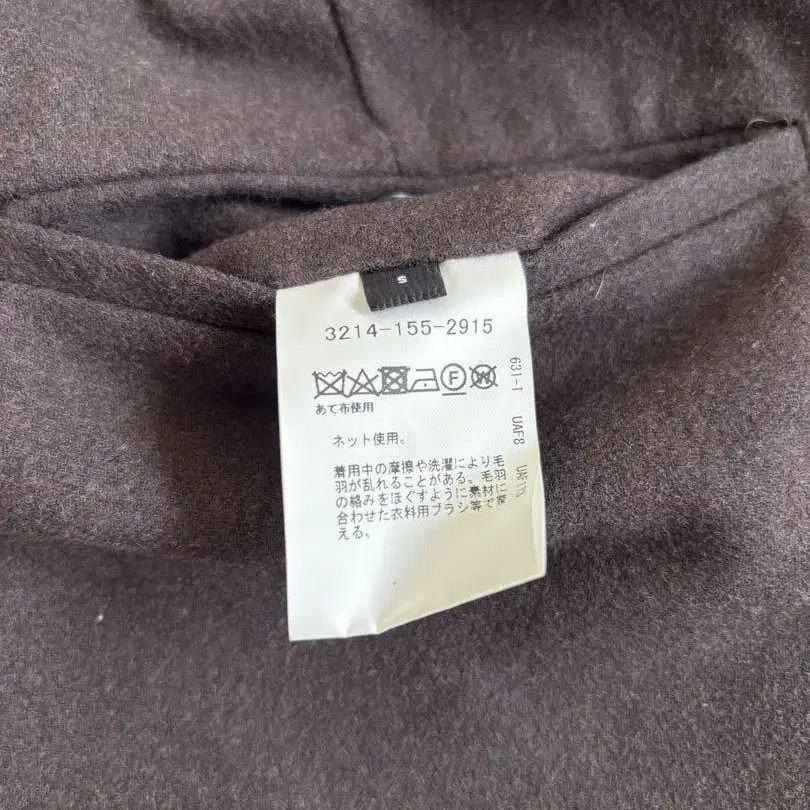 S
3214-155-2915
F W
あて布使用
ネット使用。
着用中の摩擦や洗濯により毛
羽が乱れることがある。毛羽
の絡みをほぐすように素材に
合わせた衣料用ブラシ等で整
える。
631-1 UAF8